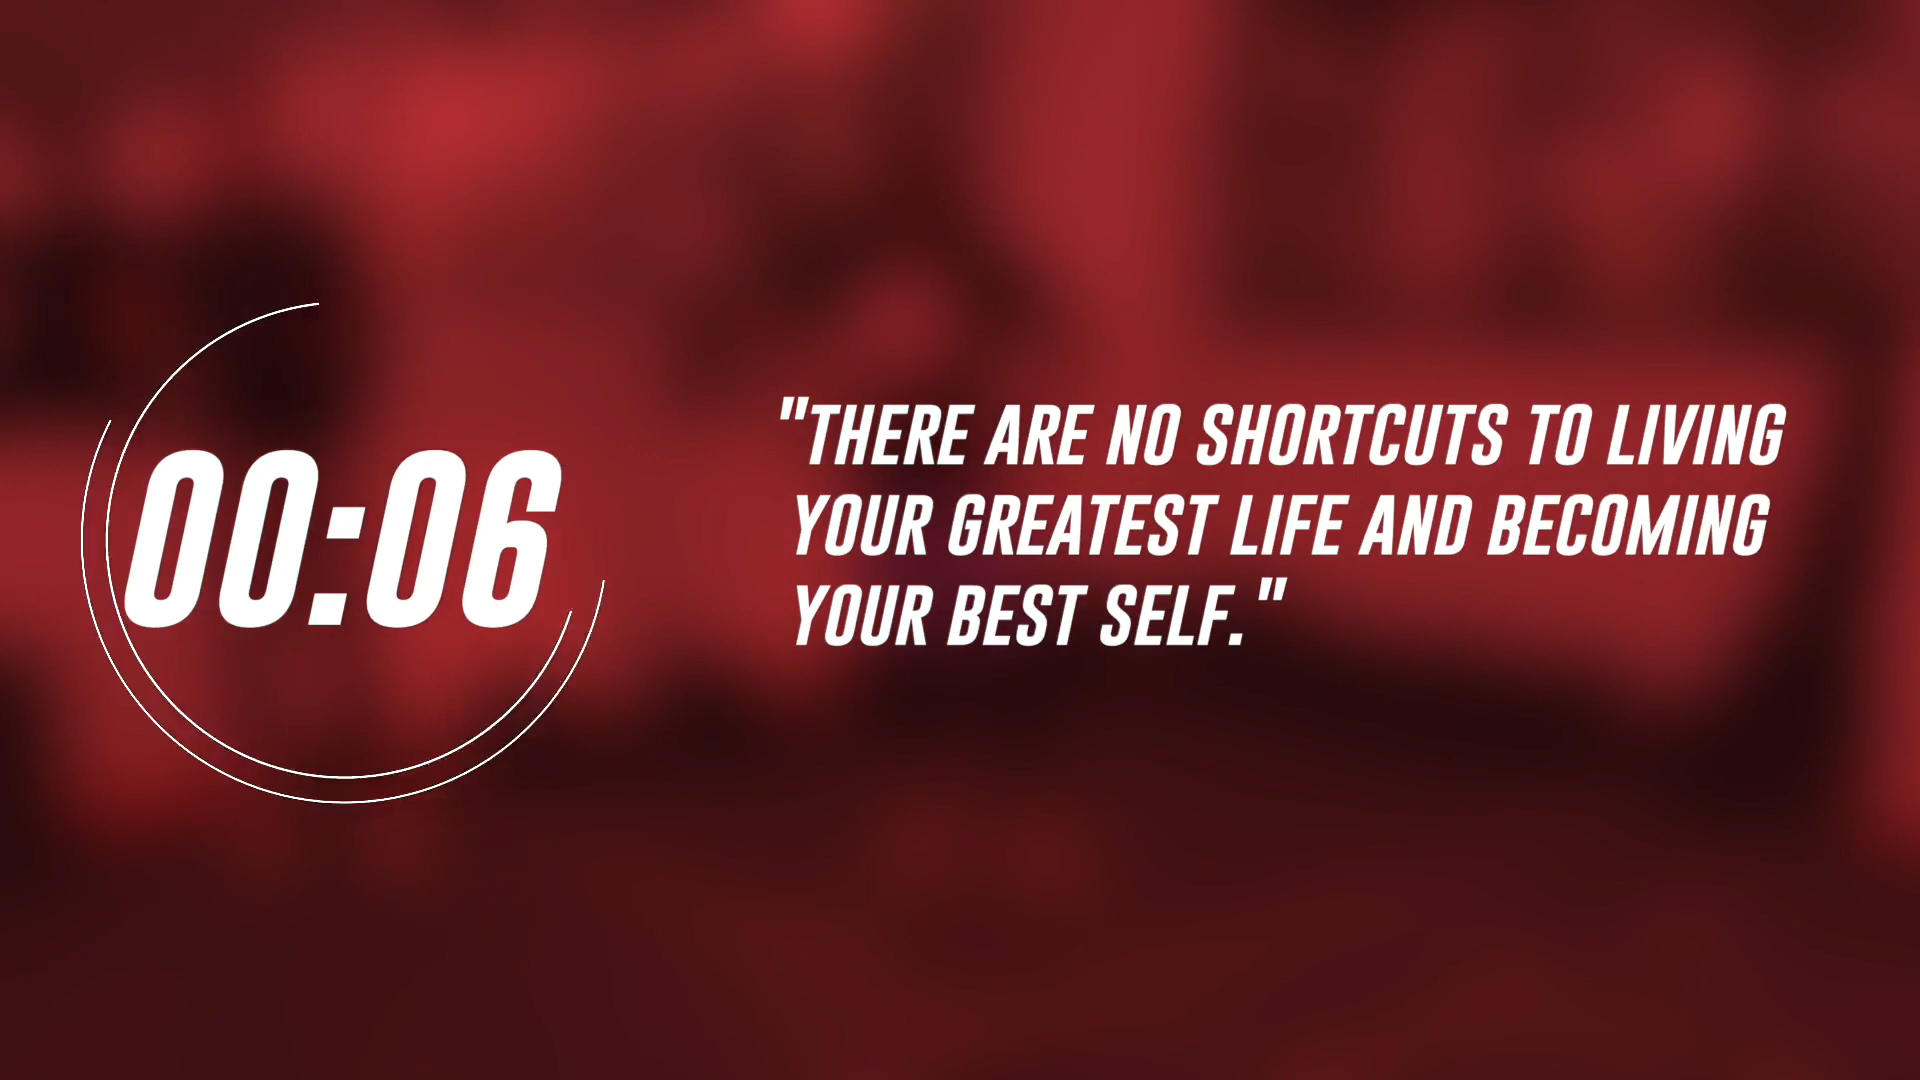 00:06
"THERE ARE NO SHORTCUTS TO LIVING
YOUR GREATEST LIFE AND BECOMING
YOUR BEST SELF."